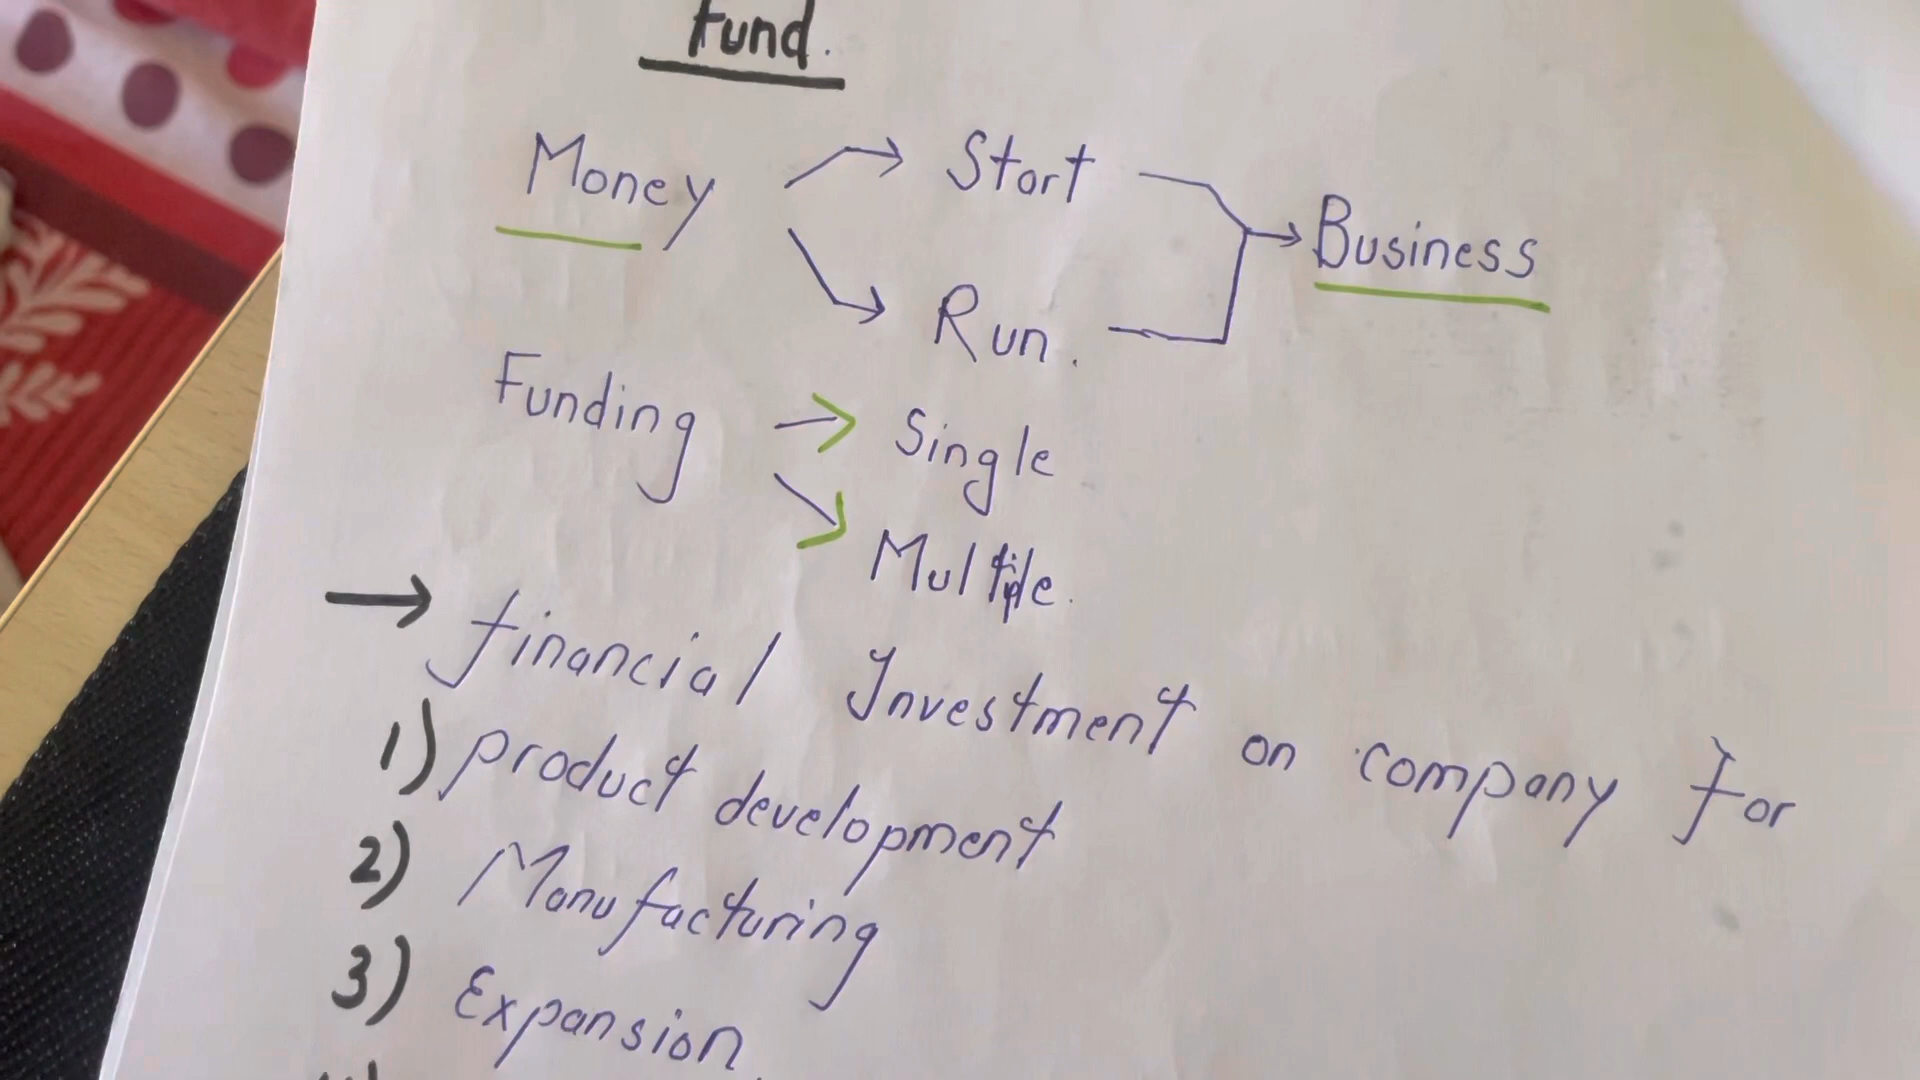 Fund.
Money → Start → Business
Run.
Funding → Single
→ Multiple.
→ financial Investment on company for
1) product development
2) Manufacturing
3) Expansion